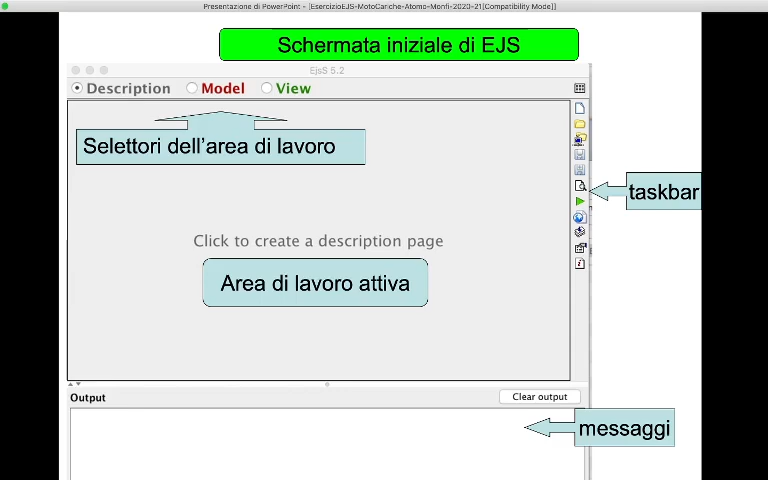 Presentazione di PowerPoint - [EsercizioEJS-MotoCariche-Atomo-Monfi-2020-21[Compatibility Mode]]
Schermata iniziale di EJS
EjsS 5.2
Description Model View
Selettori dell'area di lavoro
taskbar
Click to create a description page
Area di lavoro attiva
Output Clear output
messaggi